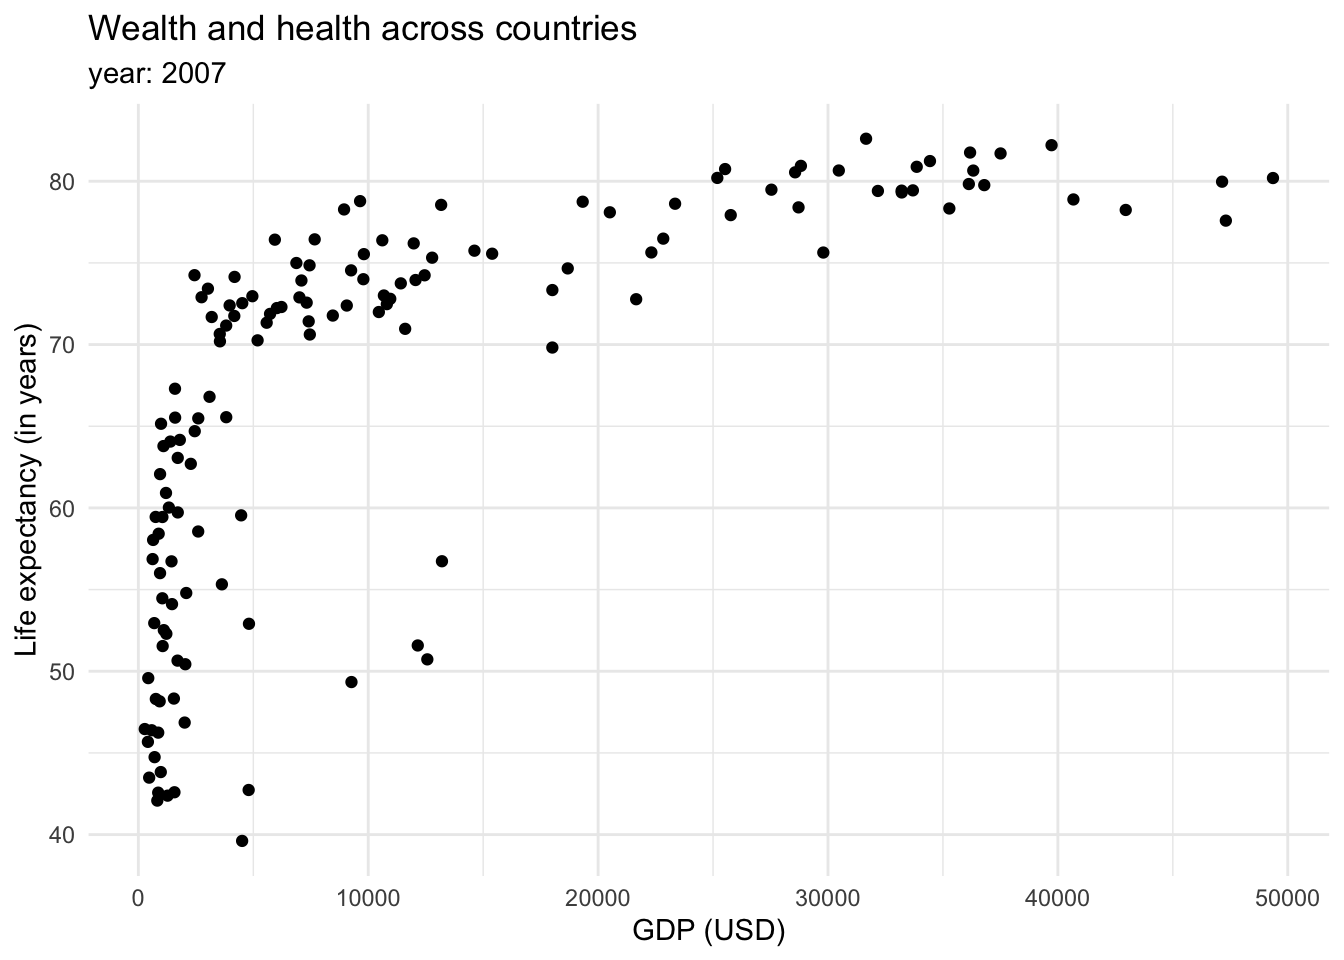 Wealth and health across countries
year: 2007
Life expectancy (in years)
80
70
60
50
40
0 10000 20000 30000 40000 50000
GDP (USD)